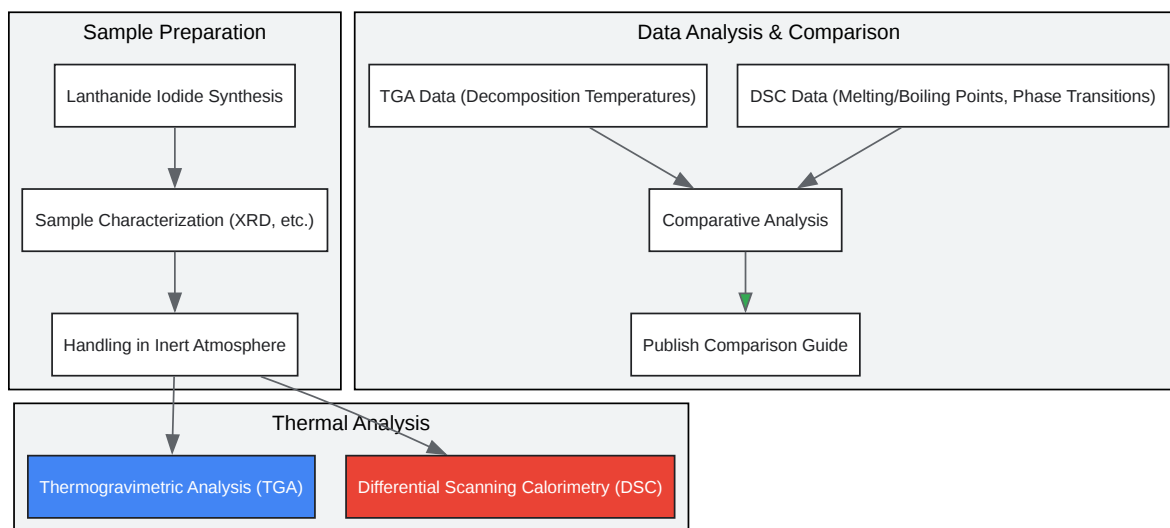 Sample Preparation
Lanthanide Iodide Synthesis
Sample Characterization (XRD, etc.)
Handling in Inert Atmosphere
Data Analysis & Comparison
TGA Data (Decomposition Temperatures)
DSC Data (Melting/Boiling Points, Phase Transitions)
Comparative Analysis
Publish Comparison Guide
Thermal Analysis
Thermogravimetric Analysis (TGA)
Differential Scanning Calorimetry (DSC)